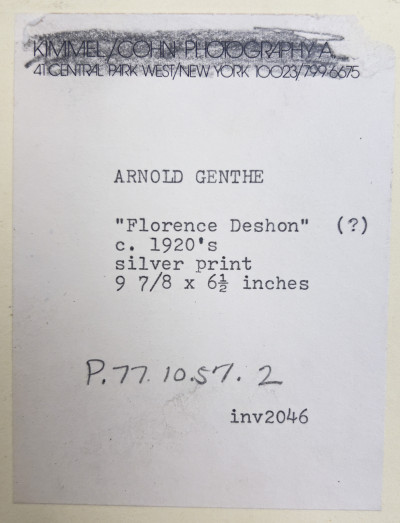 KIMMEL/COHN PHOTOGRAPHY A.
41 CENTRAL PARK WEST/NEW YORK 10023/799-6675
ARNOLD GENTHE
"Florence Deshon" (?)
c. 1920's
silver print
9 7/8 x 6½ inches
P.77.10.57.2
inv2046